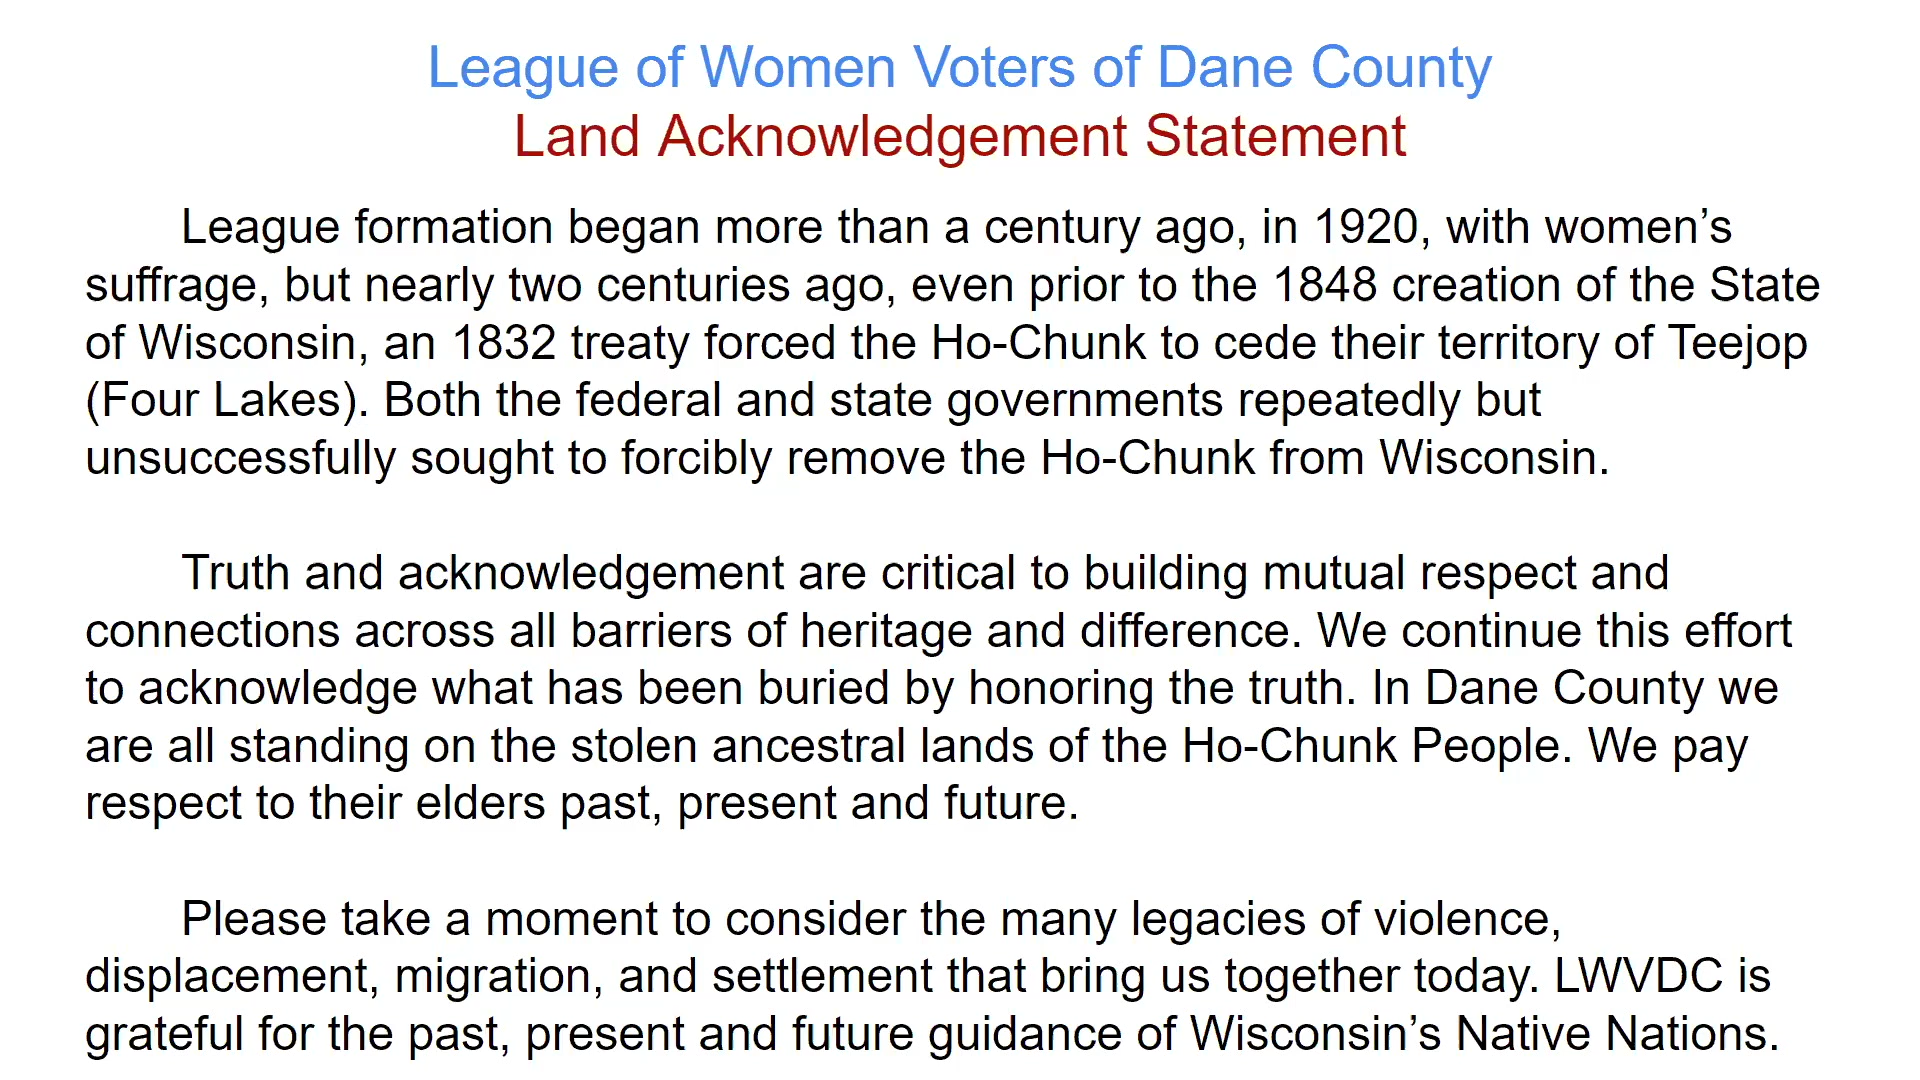 League of Women Voters of Dane County
Land Acknowledgement Statement
League formation began more than a century ago, in 1920, with women’s
suffrage, but nearly two centuries ago, even prior to the 1848 creation of the State
of Wisconsin, an 1832 treaty forced the Ho-Chunk to cede their territory of Teejop
(Four Lakes). Both the federal and state governments repeatedly but
unsuccessfully sought to forcibly remove the Ho-Chunk from Wisconsin.
Truth and acknowledgement are critical to building mutual respect and
connections across all barriers of heritage and difference. We continue this effort
to acknowledge what has been buried by honoring the truth. In Dane County we
are all standing on the stolen ancestral lands of the Ho-Chunk People. We pay
respect to their elders past, present and future.
Please take a moment to consider the many legacies of violence,
displacement, migration, and settlement that bring us together today. LWVDC is
grateful for the past, present and future guidance of Wisconsin’s Native Nations.